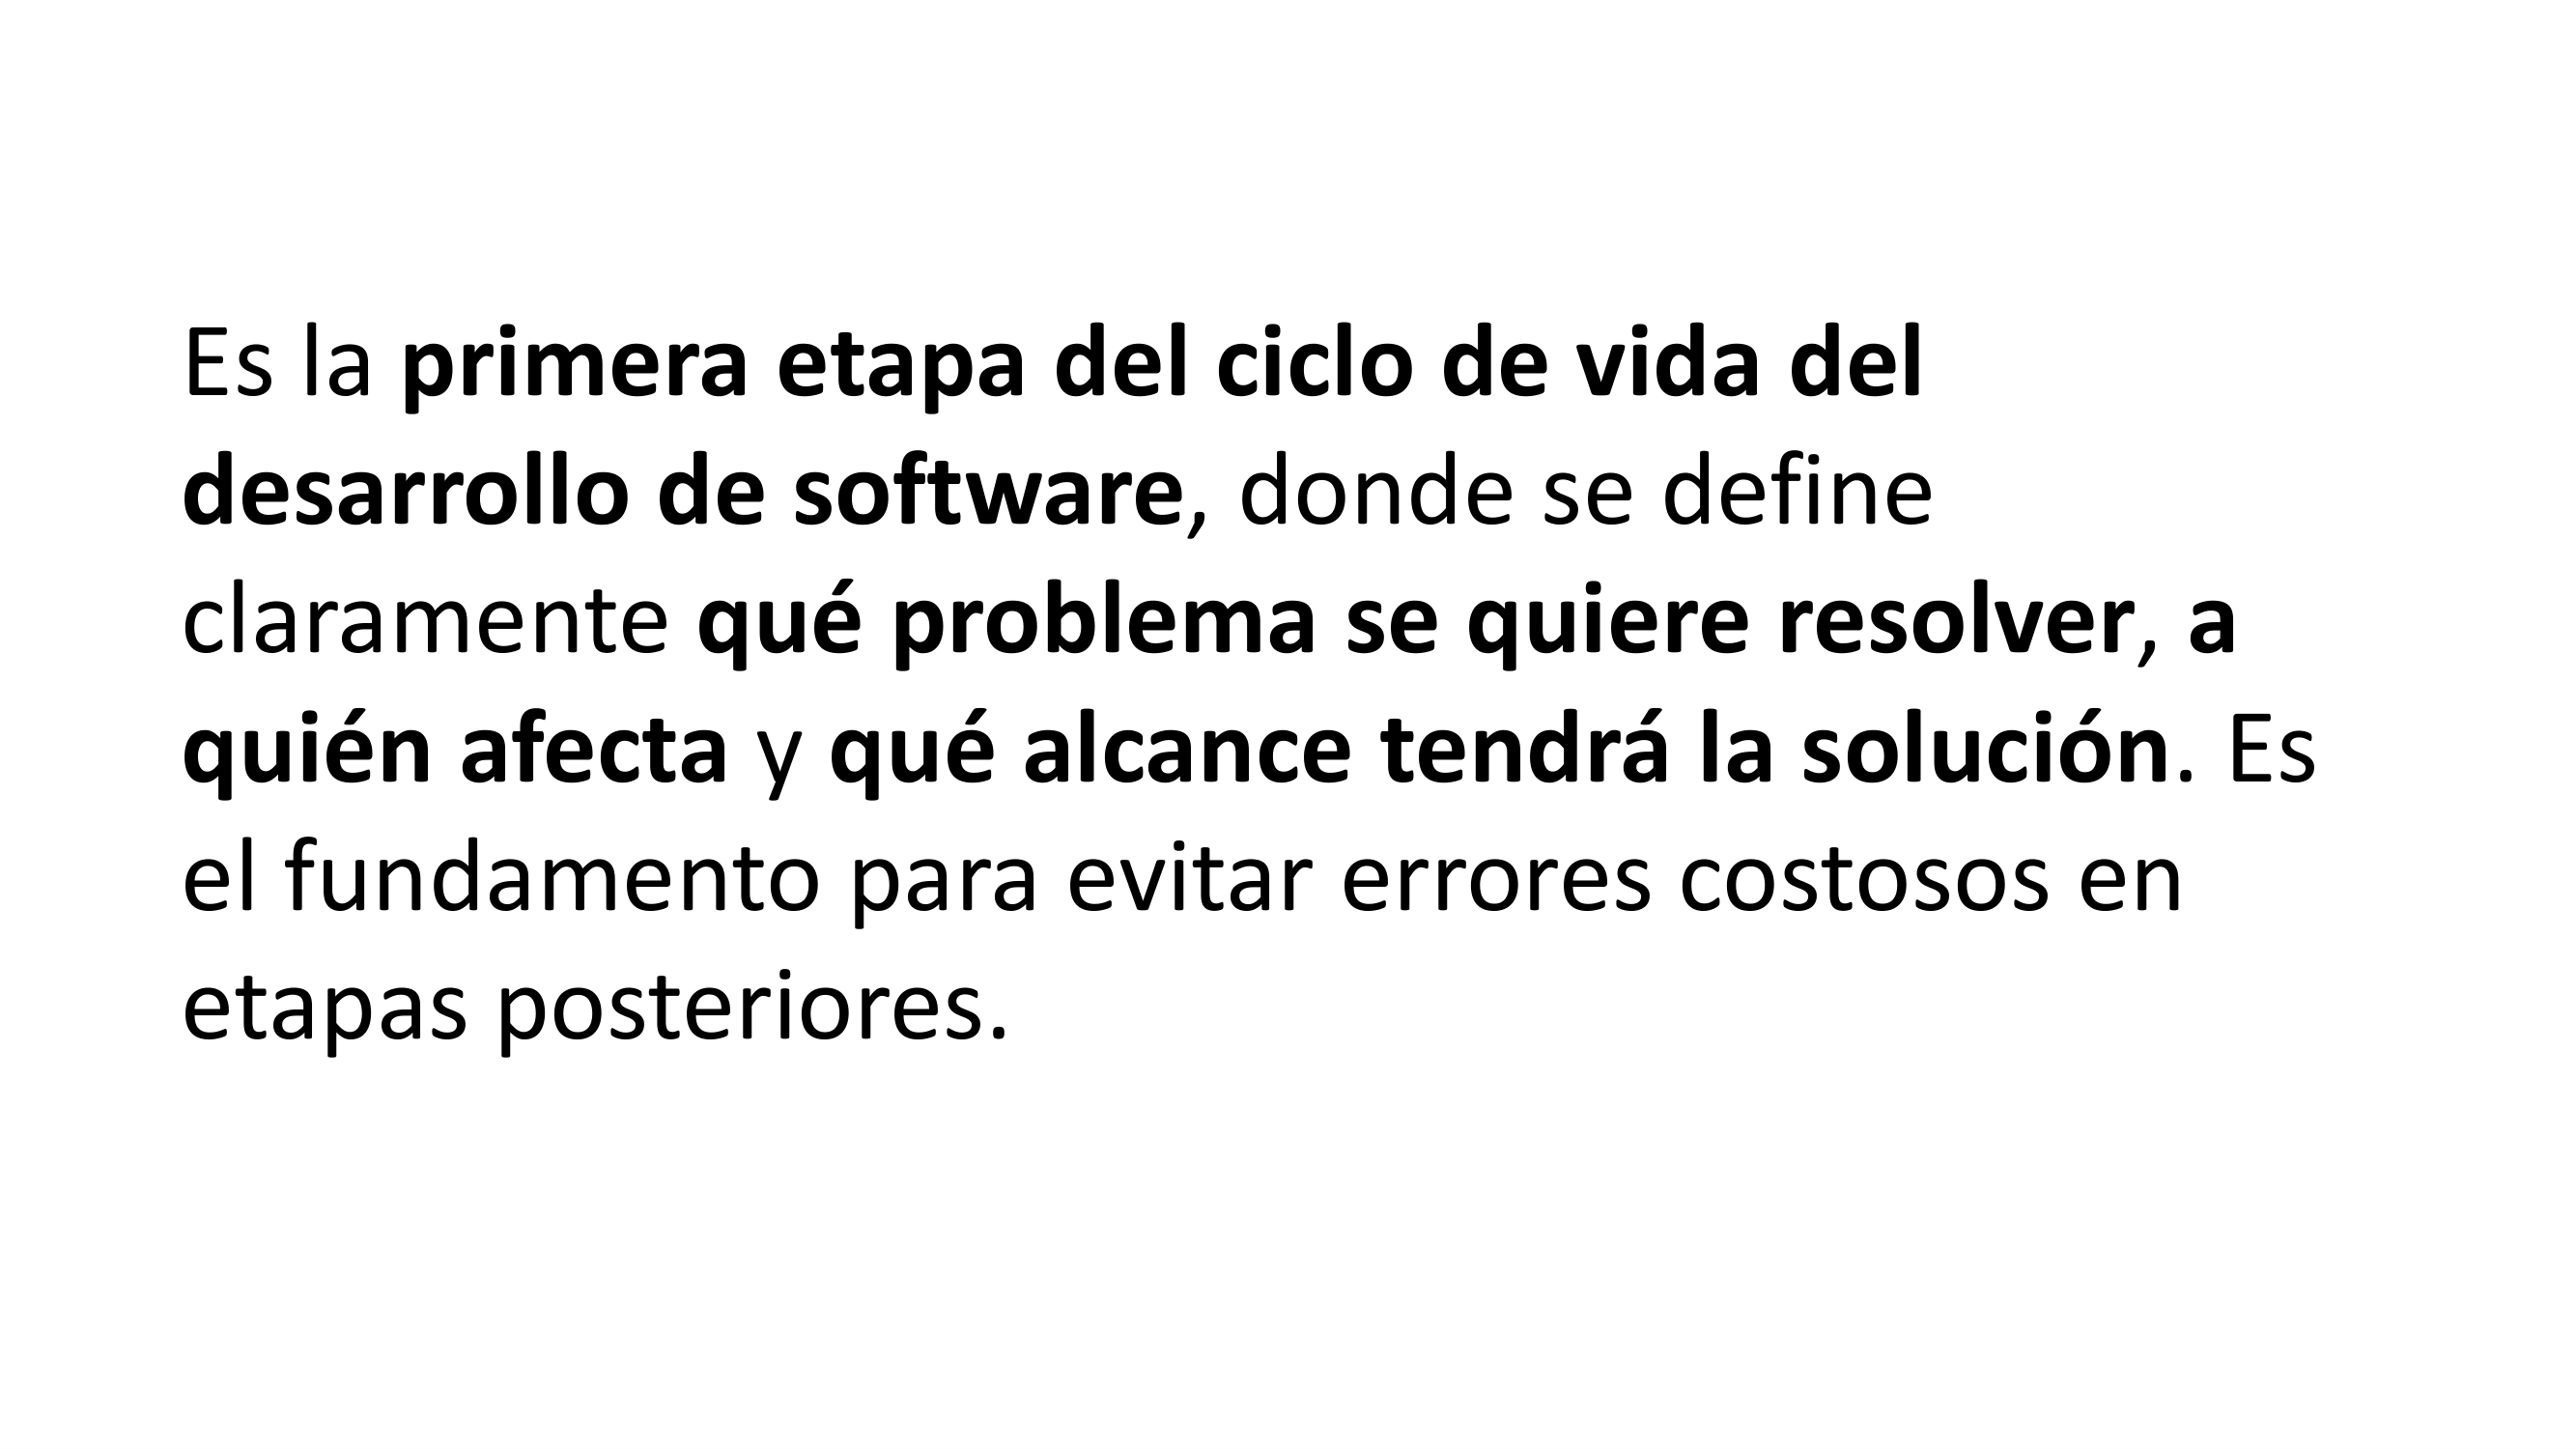 Es la primera etapa del ciclo de vida del
desarrollo de software, donde se define
claramente qué problema se quiere resolver, a
quién afecta y qué alcance tendrá la solución. Es
el fundamento para evitar errores costosos en
etapas posteriores.